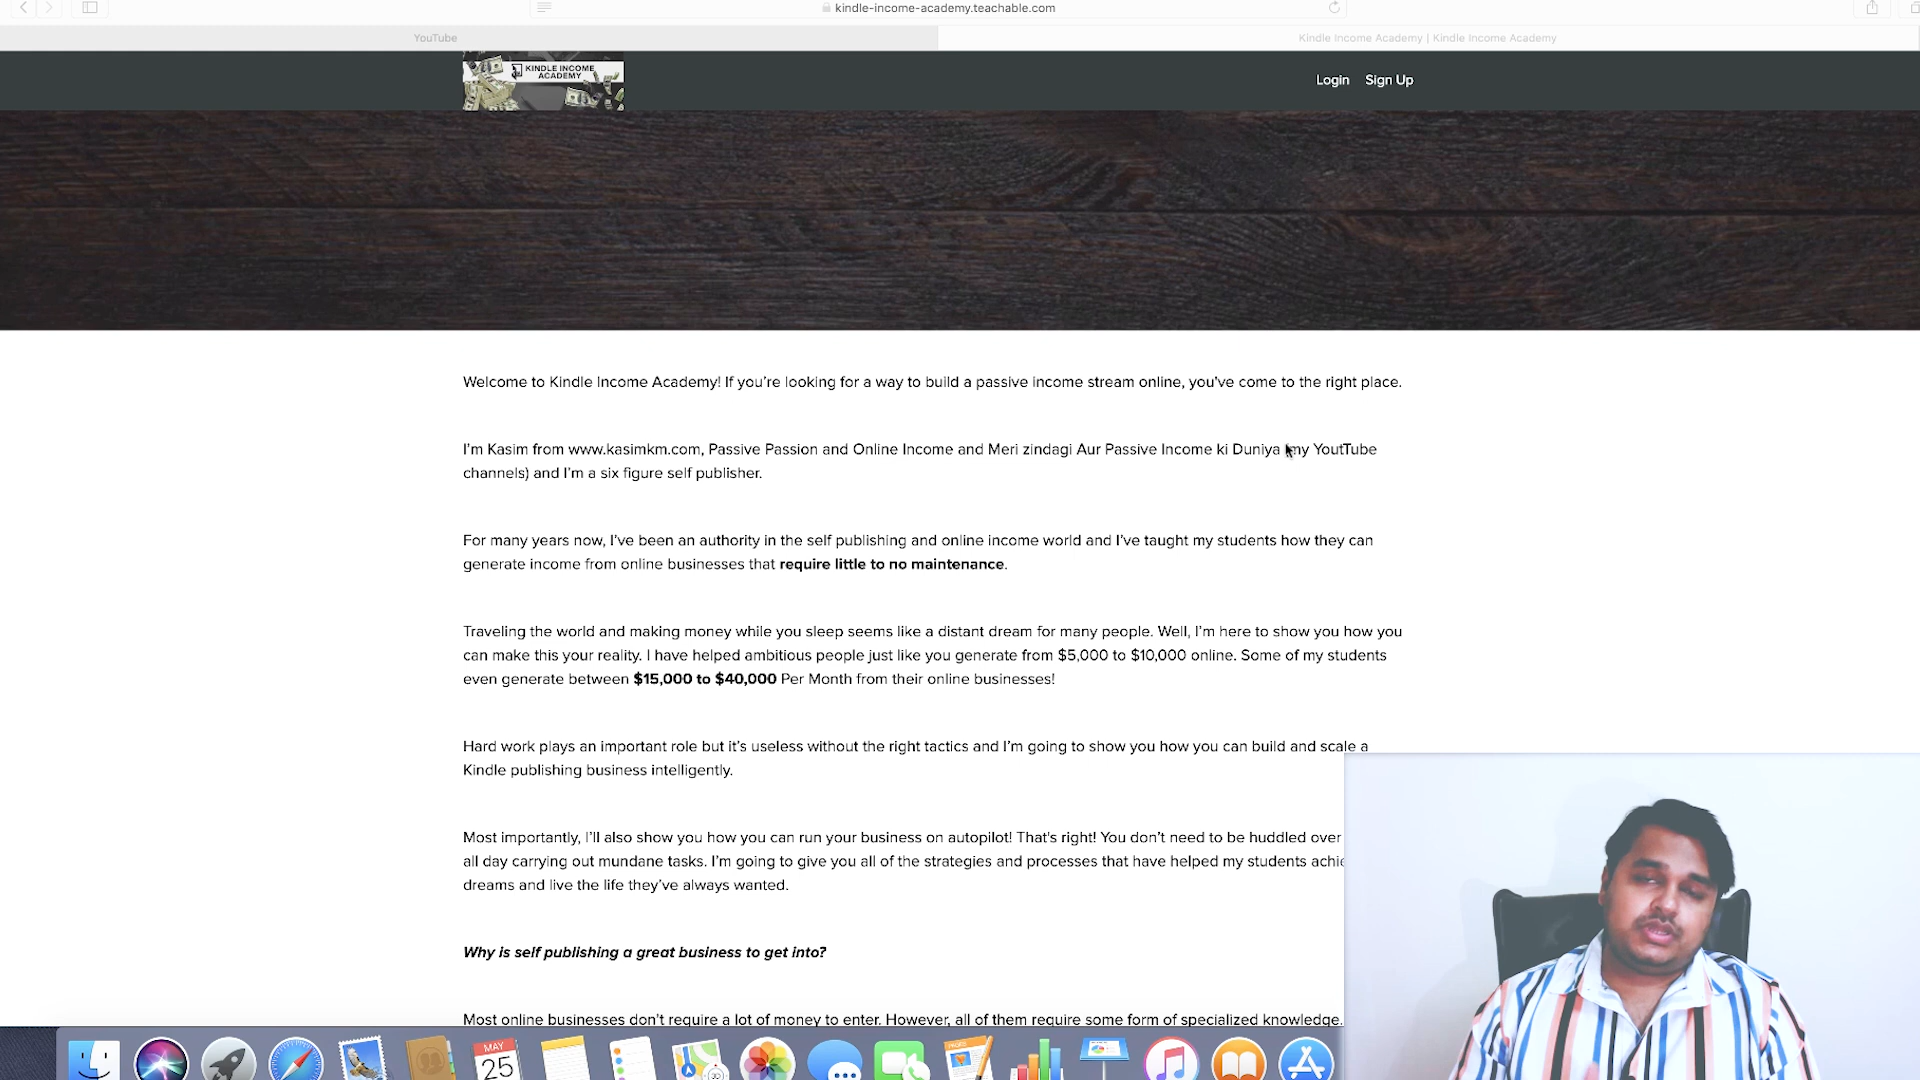 kindle-income-academy.teachable.com
YouTube
Kindle Income Academy | Kindle Income Academy
KINDLE INCOME
ACADEMY
Login
Sign Up
Welcome to Kindle Income Academy! If you're looking for a way to build a passive income stream online, you've come to the right place.
I'm Kasim from www.kasimkm.com, Passive Passion and Online Income and Meri zindagi Aur Passive Income ki Duniya (my YoutTube
channels) and I'm a six figure self publisher.
For many years now, I've been an authority in the self publishing and online income world and I've taught my students how they can
generate income from online businesses that require little to no maintenance.
Traveling the world and making money while you sleep seems like a distant dream for many people. Well, I'm here to show you how you
can make this your reality. I have helped ambitious people just like you generate from $5,000 to $10,000 online. Some of my students
even generate between $15,000 to $40,000 Per Month from their online businesses!
Hard work plays an important role but it's useless without the right tactics and I'm going to show you how you can build and scale a
Kindle publishing business intelligently.
Most importantly, I'll also show you how you can run your business on autopilot! That's right! You don't need to be huddled over
all day carrying out mundane tasks. I'm going to give you all of the strategies and processes that have helped my students
dreams and live the life they've always wanted.
Why is self publishing a great business to get into?
Most online businesses don't require a lot of money to enter. However, all of them require some form of specialized knowledge.
MAY
25
PAGES